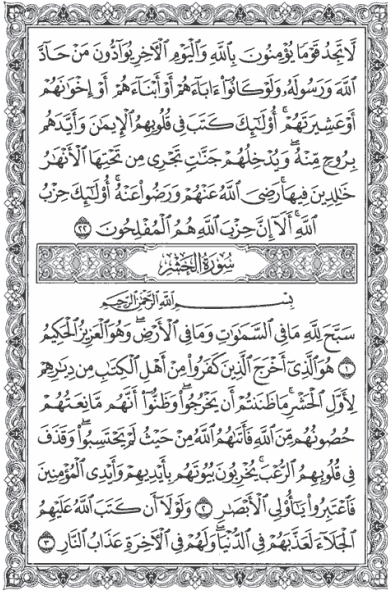 لَّا تَجِدُ قَوْمًا يُؤْمِنُونَ بِاللَّهِ وَالْيَوْمِ الْآخِرِ يُوَادُّونَ مَنْ حَادَّ
اللَّهَ وَرَسُولَهُ وَلَوْ كَانُوا ءَابَاءَهُمْ أَوْ أَبْنَاءَهُمْ أَوْ إِخْوَانَهُمْ
أَوْ عَشِيرَتَهُمْ أُولَٰئِكَ كَتَبَ فِي قُلُوبِهِمُ الْإِيمَانَ وَأَيَّدَهُم
بِرُوحٍ مِّنْهُ وَيُدْخِلُهُمْ جَنَّاتٍ تَجْرِي مِن تَحْتِهَا الْأَنْهَارُ
خَالِدِينَ فِيهَا رَضِيَ اللَّهُ عَنْهُمْ وَرَضُوا عَنْهُ أُولَٰئِكَ حِزْبُ
اللَّهِ أَلَا إِنَّ حِزْبَ اللَّهِ هُمُ الْمُفْلِحُونَ ٢٢
سُورَةُ الْحَشْرِ
بِسْمِ اللَّهِ الرَّحْمَٰنِ الرَّحِيمِ
سَبَّحَ لِلَّهِ مَا فِي السَّمَاوَاتِ وَمَا فِي الْأَرْضِ وَهُوَ الْعَزِيزُ الْحَكِيمُ
١ هُوَ الَّذِي أَخْرَجَ الَّذِينَ كَفَرُوا مِنْ أَهْلِ الْكِتَابِ مِن دِيَارِهِمْ
لِأَوَّلِ الْحَشْرِ مَا ظَنَنتُمْ أَن يَخْرُجُوا وَظَنُّوا أَنَّهُم مَّانِعَتُهُمْ
حُصُونُهُم مِّنَ اللَّهِ فَأَتَاهُمُ اللَّهُ مِنْ حَيْثُ لَمْ يَحْتَسِبُوا وَقَذَفَ
فِي قُلُوبِهِمُ الرُّعْبَ يُخْرِبُونَ بُيُوتَهُم بِأَيْدِيهِمْ وَأَيْدِي الْمُؤْمِنِينَ
فَاعْتَبِرُوا يَا أُولِي الْأَبْصَارِ ٢ وَلَوْلَا أَن كَتَبَ اللَّهُ عَلَيْهِمُ
الْجَلَاءَ لَعَذَّبَهُمْ فِي الدُّنْيَا وَلَهُمْ فِي الْآخِرَةِ عَذَابُ النَّارِ ٣